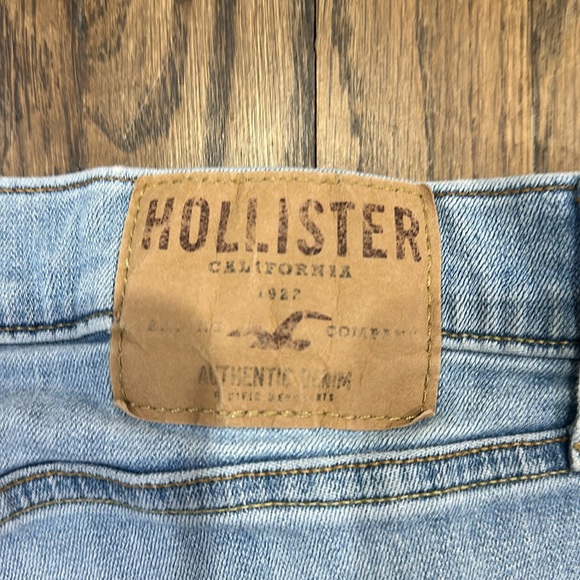 HOLLISTER
CALIFORNIA
1922
COMPANY
AUTHENTIC DENIM